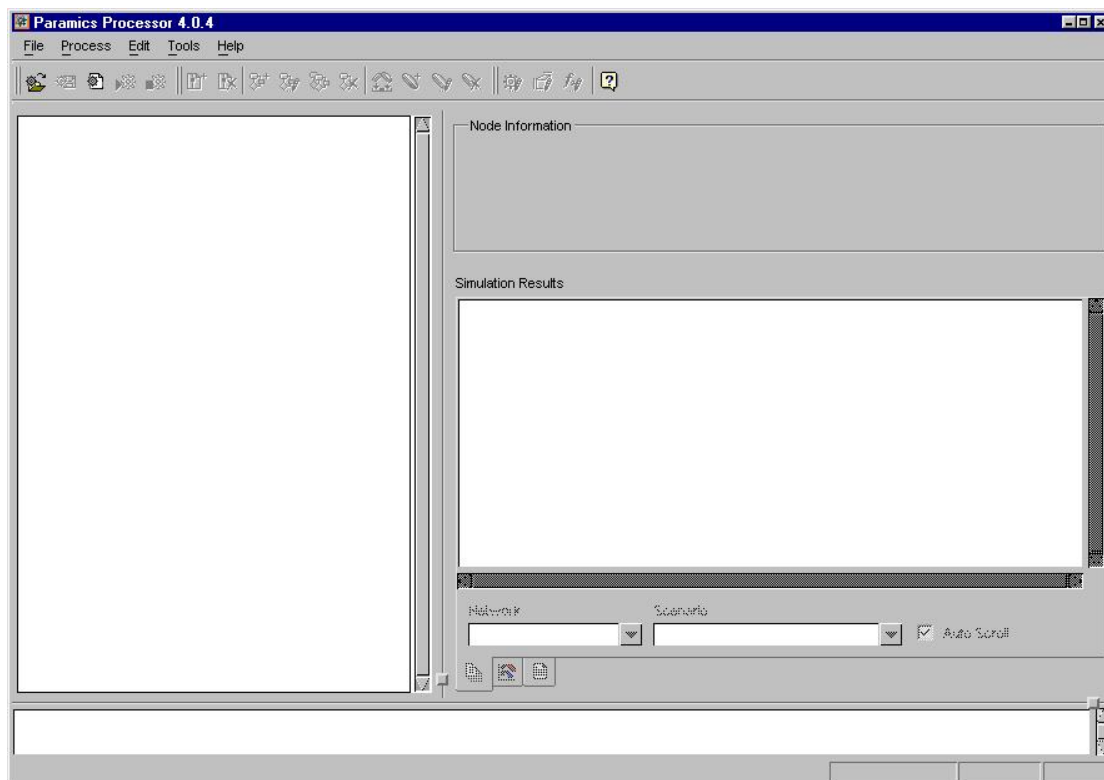 Paramics Processor 4.0.4
File Process Edit Tools Help
Node Information
Simulation Results
Network Scenario
Auto Scroll